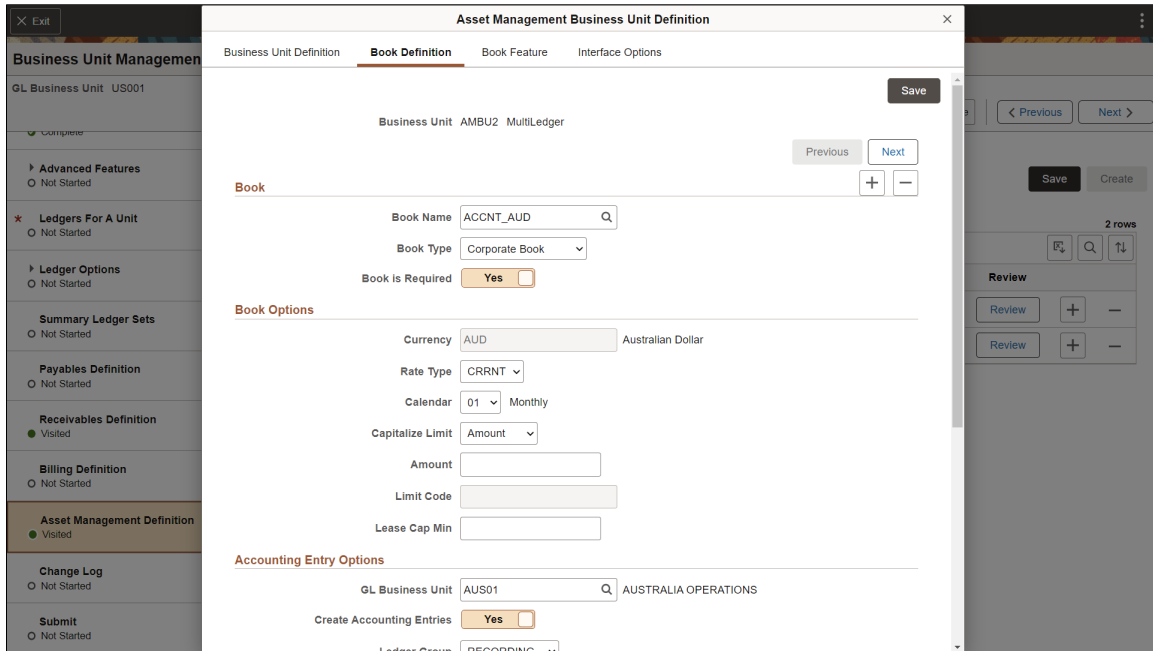 Exit
Asset Management Business Unit Definition
Business Unit Managemen
Business Unit Definition
Book Definition
Book Feature
Interface Options
GL Business Unit US001
Save
Previous
Next
Complete
Business Unit AMBU2 MultiLedger
Previous
Next
Advanced Features
Not Started
Save
Create
Book
* Ledgers For A Unit
Not Started
Book Name ACCNT_AUD
2 rows
Book Type Corporate Book
Ledger Options
Not Started
Book is Required Yes
Review
Book Options
Review
Summary Ledger Sets
Not Started
Currency AUD Australian Dollar
Review
Payables Definition
Not Started
Rate Type CRRNT
Calendar 01 Monthly
Receivables Definition
Visited
Capitalize Limit Amount
Billing Definition
Not Started
Amount
Limit Code
Asset Management Definition
Visited
Lease Cap Min
Accounting Entry Options
Change Log
Not Started
GL Business Unit AUS01 AUSTRALIA OPERATIONS
Submit
Not Started
Create Accounting Entries Yes
Ledger Group RECORDING